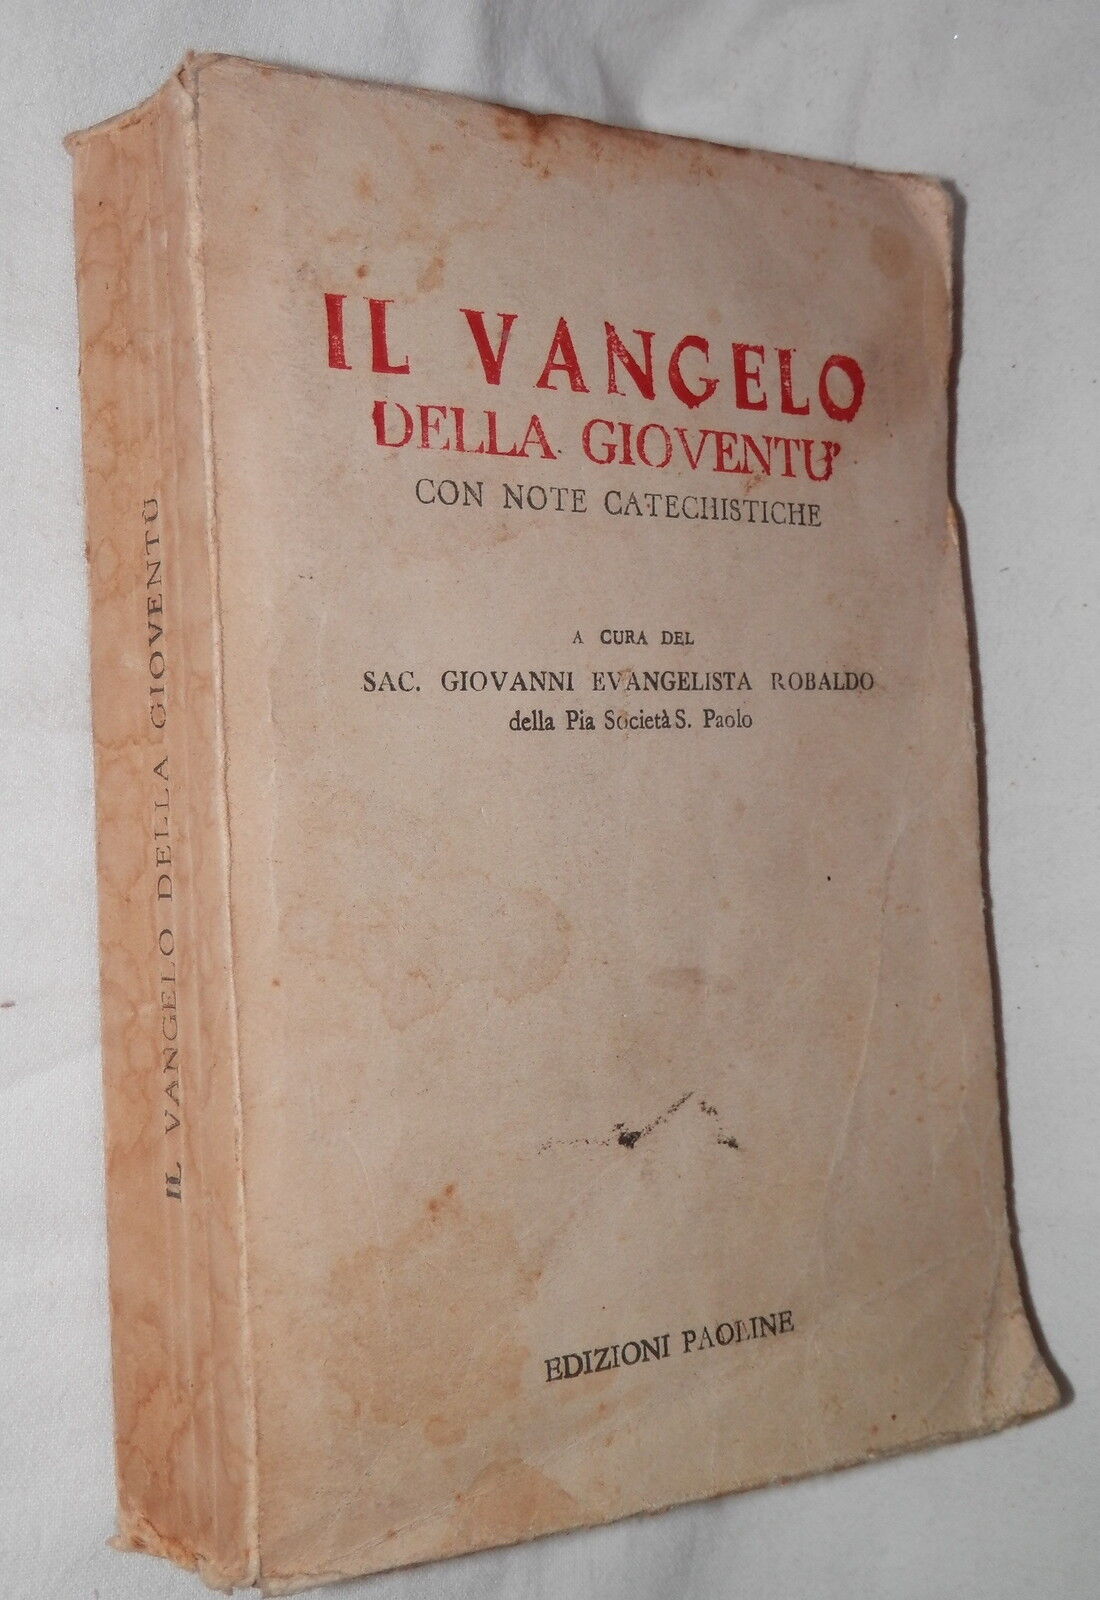 IL VANGELO
DELLA GIOVENTU'
CON NOTE CATECHISTICHE
A CURA DEL
SAC. GIOVANNI EVANGELISTA ROBALDO
della Pia Società S. Paolo
EDIZIONI PAOLINE
IL VANGELO DELLA GIOVENTÙ